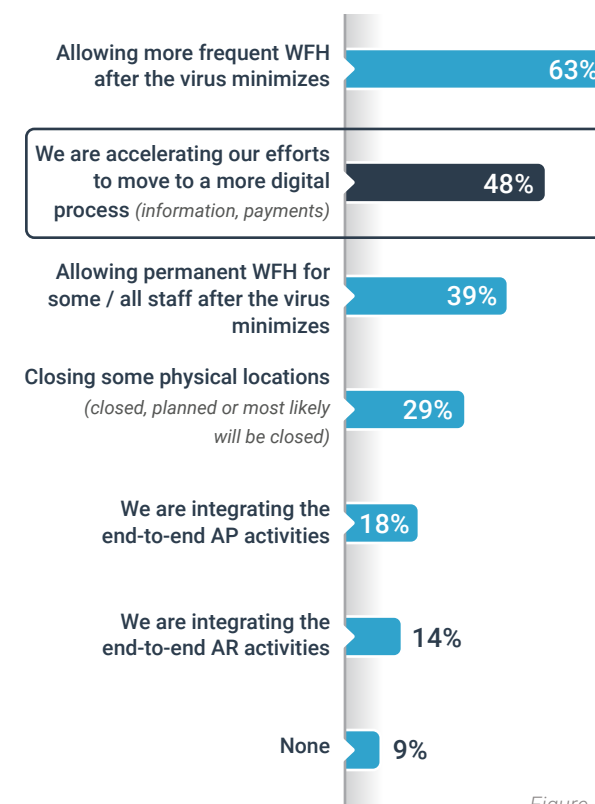 Allowing more frequent WFH
after the virus minimizes
63%
We are accelerating our efforts
to move to a more digital
process (information, payments)
48%
Allowing permanent WFH for
some / all staff after the virus
minimizes
39%
Closing some physical locations
(closed, planned or most likely
will be closed)
29%
We are integrating the
end-to-end AP activities
18%
We are integrating the
end-to-end AR activities
14%
None
9%
Figure